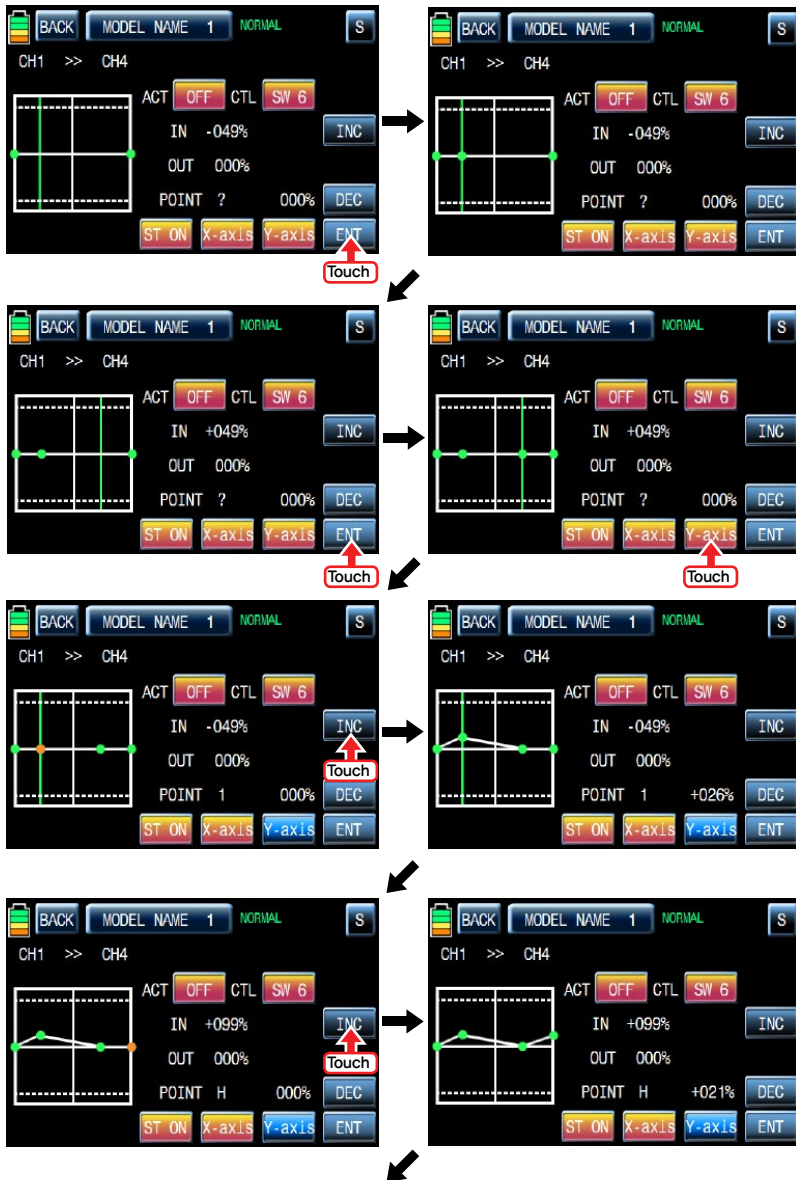 BACK MODEL NAME 1 NORMAL S
CH1 >> CH4
ACT OFF CTL SW 6
IN -049% INC
OUT 000%
POINT ? 000% DEC
ST ON X-axis Y-axis ENT
Touch
BACK MODEL NAME 1 NORMAL S
CH1 >> CH4
ACT OFF CTL SW 6
IN -049% INC
OUT 000%
POINT ? 000% DEC
ST ON X-axis Y-axis ENT
BACK MODEL NAME 1 NORMAL S
CH1 >> CH4
ACT OFF CTL SW 6
IN +049% INC
OUT 000%
POINT ? 000% DEC
ST ON X-axis Y-axis ENT
Touch
BACK MODEL NAME 1 NORMAL S
CH1 >> CH4
ACT OFF CTL SW 6
IN +049% INC
OUT 000%
POINT ? 000% DEC
ST ON X-axis Y-axis ENT
Touch
BACK MODEL NAME 1 NORMAL S
CH1 >> CH4
ACT OFF CTL SW 6
IN -049% INC
OUT 000% Touch
POINT 1 000% DEC
ST ON X-axis Y-axis ENT
BACK MODEL NAME 1 NORMAL S
CH1 >> CH4
ACT OFF CTL SW 6
IN -049% INC
OUT 000%
POINT 1 +026% DEC
ST ON X-axis Y-axis ENT
BACK MODEL NAME 1 NORMAL S
CH1 >> CH4
ACT OFF CTL SW 6
IN +099% INC
OUT 000% Touch
POINT H 000% DEC
ST ON X-axis Y-axis ENT
BACK MODEL NAME 1 NORMAL S
CH1 >> CH4
ACT OFF CTL SW 6
IN +099% INC
OUT 000%
POINT H +021% DEC
ST ON X-axis Y-axis ENT